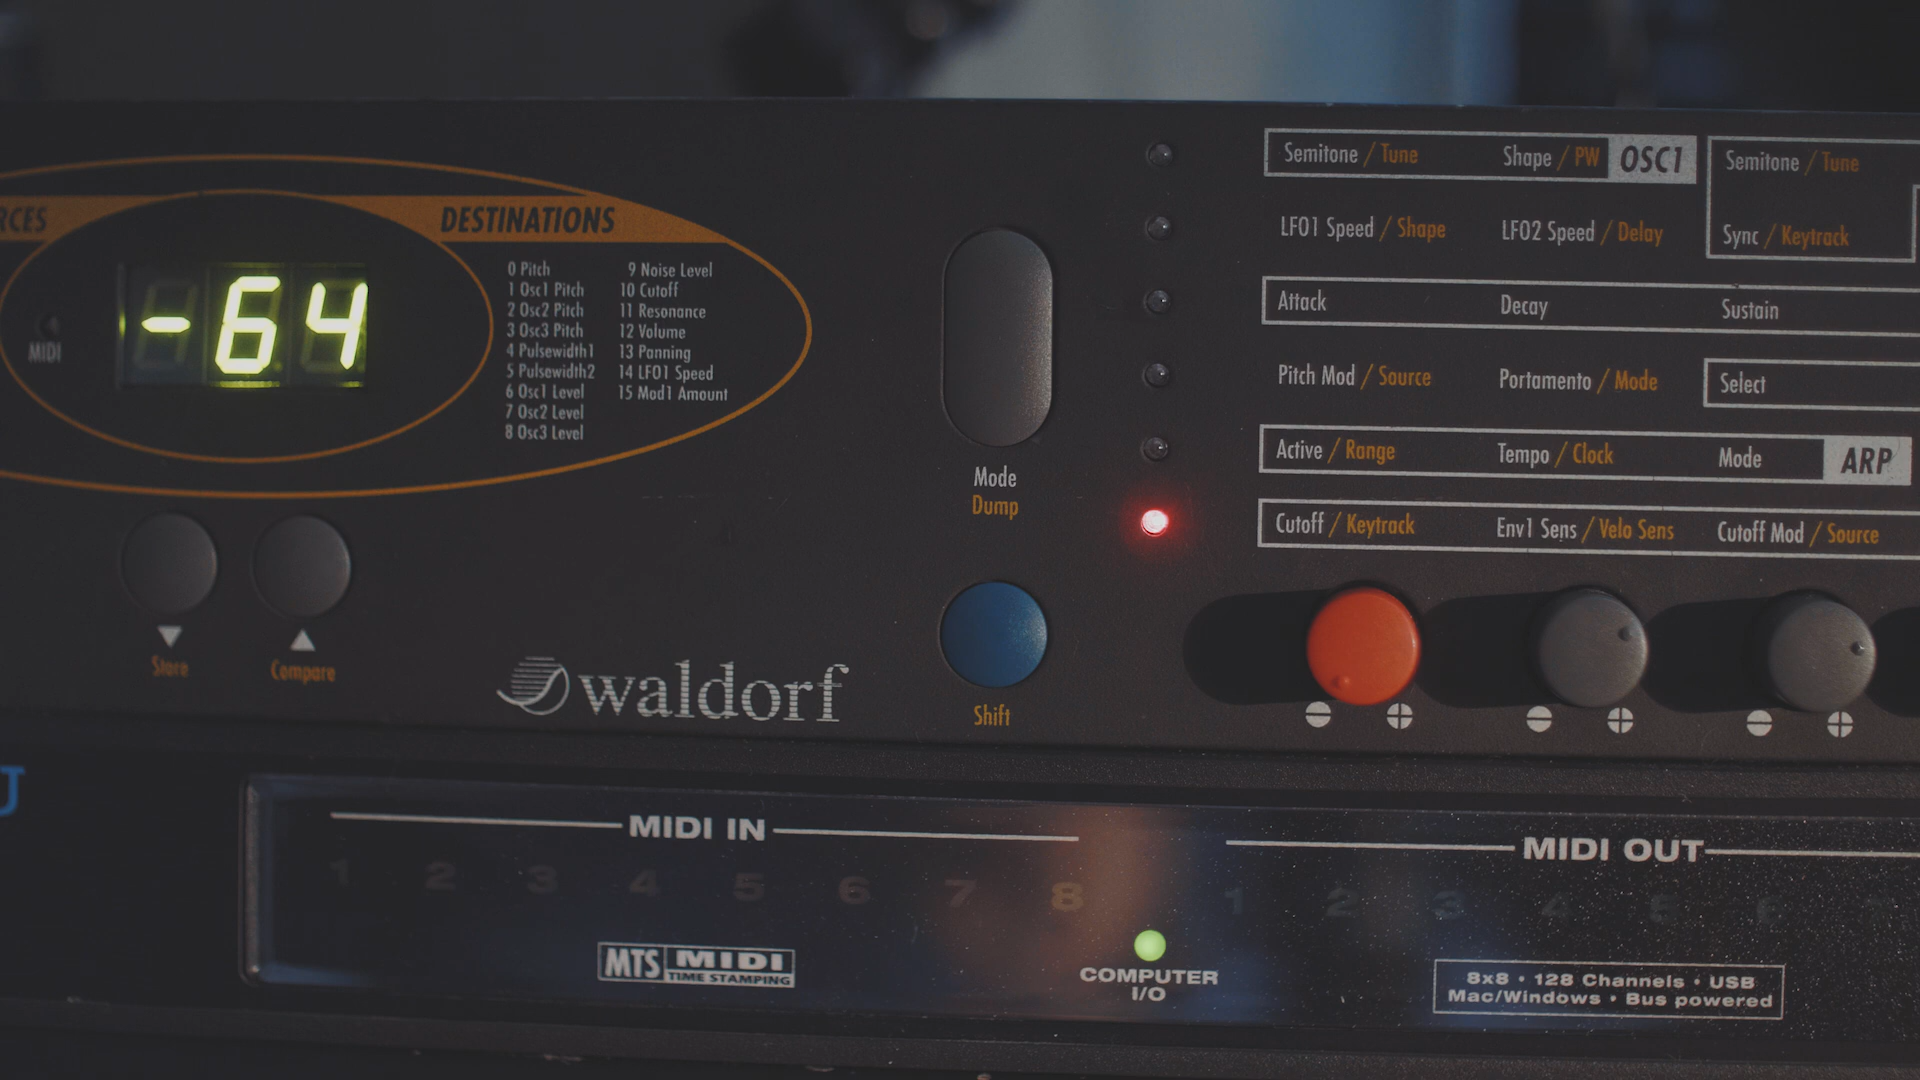 DESTINATIONS
-64
MIDI
0 Pitch
1 Osc1 Pitch
2 Osc2 Pitch
3 Osc3 Pitch
4 Pulsewidth1
5 Pulsewidth2
6 Osc1 Level
7 Osc2 Level
8 Osc3 Level
9 Noise Level
10 Cutoff
11 Resonance
12 Volume
13 Panning
14 LFO1 Speed
15 Mod1 Amount
Store
Compare
waldorf
Mode
Dump
Shift
Semitone / Tune Shape / PW OSC1 Semitone / Tune
LFO1 Speed / Shape LFO2 Speed / Delay Sync / Keytrack
Attack Decay Sustain
Pitch Mod / Source Portamento / Mode Select
Active / Range Tempo / Clock Mode ARP
Cutoff / Keytrack Env1 Sens / Velo Sens Cutoff Mod / Source
MIDI IN
1 2 3 4 5 6 7 8
MTS MIDI
TIME STAMPING
COMPUTER
I/O
MIDI OUT
1 2 3 4 5 6
8x8 • 128 Channels • USB
Mac/Windows • Bus powered